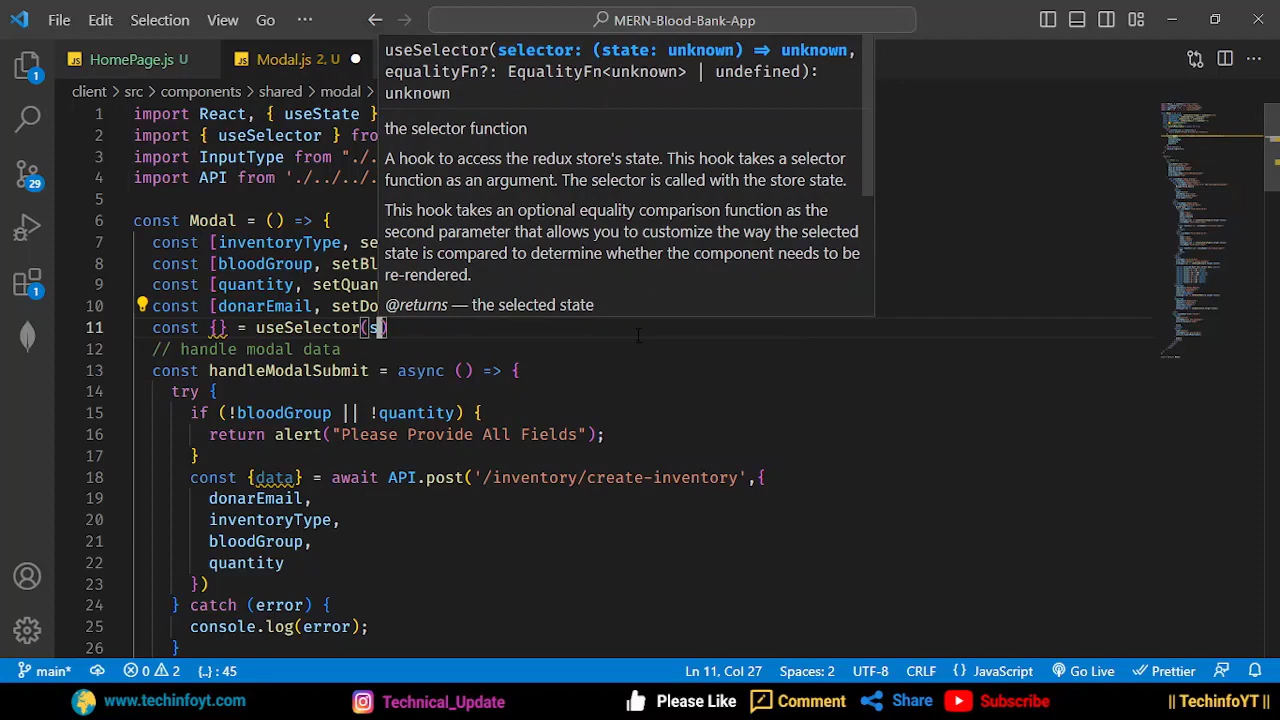 File Edit Selection View Go ··· MERN-Blood-Bank-App
HomePage.js U Modal.js 2, U
client > src > components > shared > modal >
useSelector(selector: (state: unknown) ⇒ unknown,
equalityFn?: EqualityFn<unknown> | undefined):
unknown
the selector function
A hook to access the redux store's state. This hook takes a selector
function as an argument. The selector is called with the store state.
This hook takes an optional equality comparison function as the
second parameter that allows you to customize the way the selected
state is compared to determine whether the component needs to be
re-rendered.
@returns — the selected state
1 import React, { useState }
2 import { useSelector } fro
3 import InputType from "./.
4 import API from './../../.
5
6 const Modal = () => {
7 const [inventoryType, se
8 const [bloodGroup, setBl
9 const [quantity, setQuan
10 const [donarEmail, setDo
11 const {} = useSelector(s)
12 // handle modal data
13 const handleModalSubmit = async () => {
14 try {
15 if (!bloodGroup || !quantity) {
16 return alert("Please Provide All Fields");
17 }
18 const {data} = await API.post('/inventory/create-inventory',{
19 donarEmail,
20 inventoryType,
21 bloodGroup,
22 quantity
23 })
24 } catch (error) {
25 console.log(error);
26 }
1
29
1
main* 0 2 {..} : 45 Ln 11, Col 27 Spaces: 2 UTF-8 CRLF {} JavaScript Go Live Prettier
www.techinfoyt.com Technical_Update Please Like Comment Share Subscribe || TechinfoYT ||